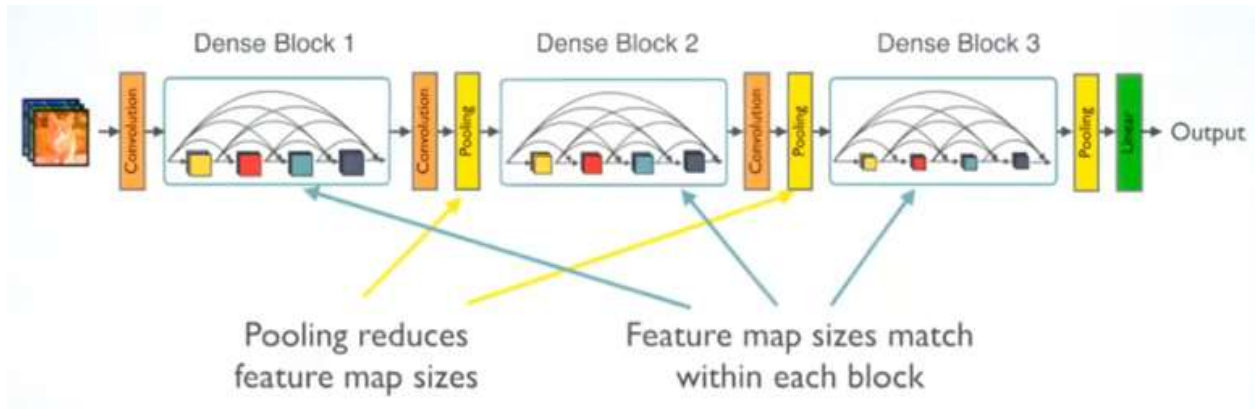 Dense Block 1
Dense Block 2
Dense Block 3
Convolution
Convolution
Pooling
Convolution
Pooling
Pooling
Linear
Output
Pooling reduces
feature map sizes
Feature map sizes match
within each block